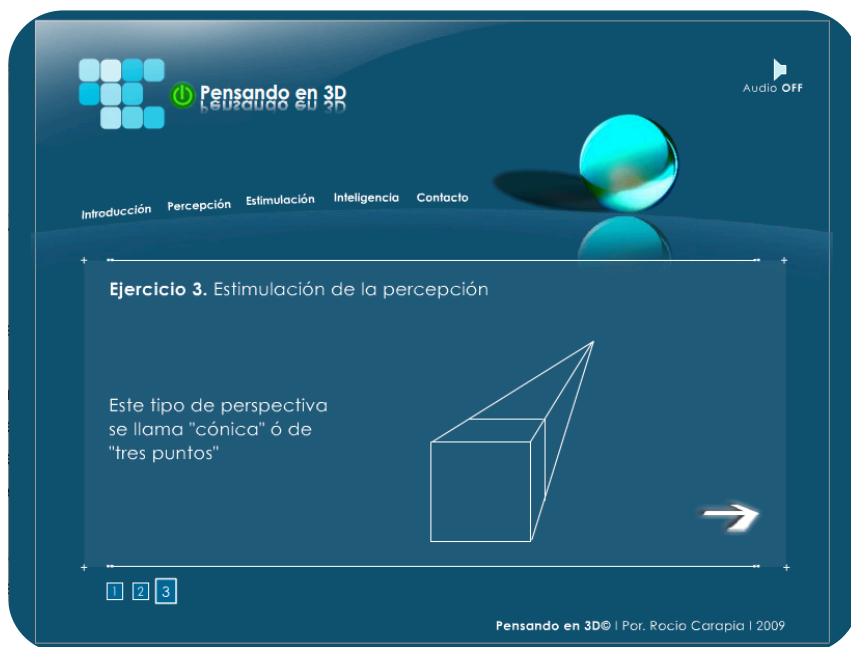 Pensando en 3D
Audio OFF
Introducción Percepción Estimulación Inteligencia Contacto
Ejercicio 3. Estimulación de la percepción
Este tipo de perspectiva
se llama "cónica" ó de
"tres puntos"
1 2 3
Pensando en 3D© | Por. Rocio Carapia | 2009